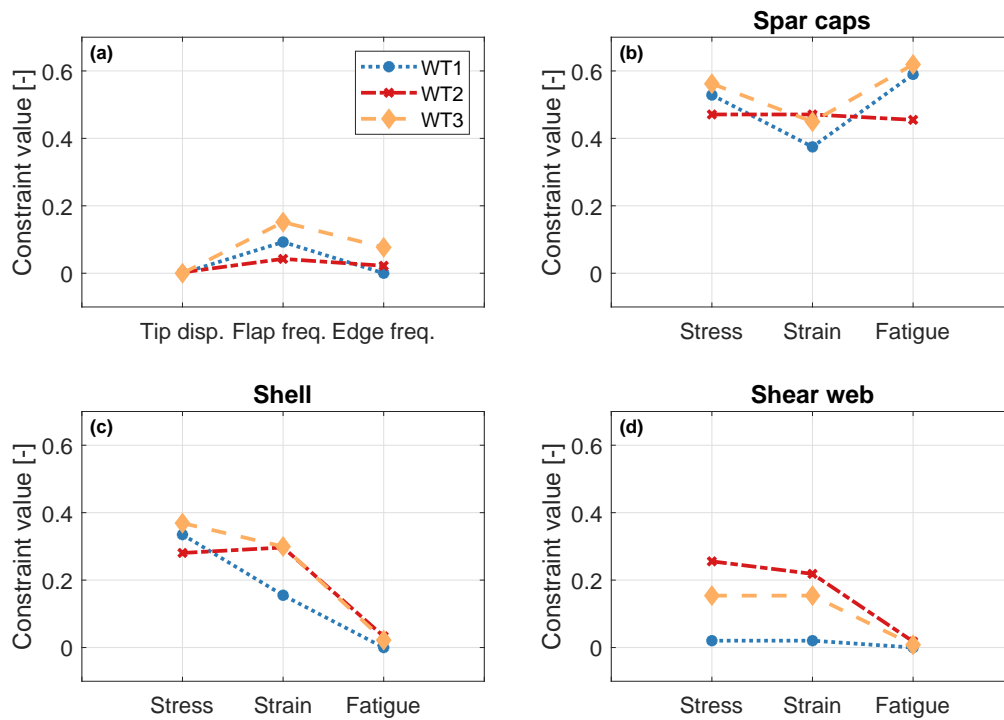 (a)
Constraint value [-]
0.6
0.4
0.2
0
WT1
WT2
WT3
Tip disp. Flap freq. Edge freq.
Spar caps
(b)
Constraint value [-]
0.6
0.4
0.2
0
Stress Strain Fatigue
Shell
(c)
Constraint value [-]
0.6
0.4
0.2
0
Stress Strain Fatigue
Shear web
(d)
Constraint value [-]
0.6
0.4
0.2
0
Stress Strain Fatigue